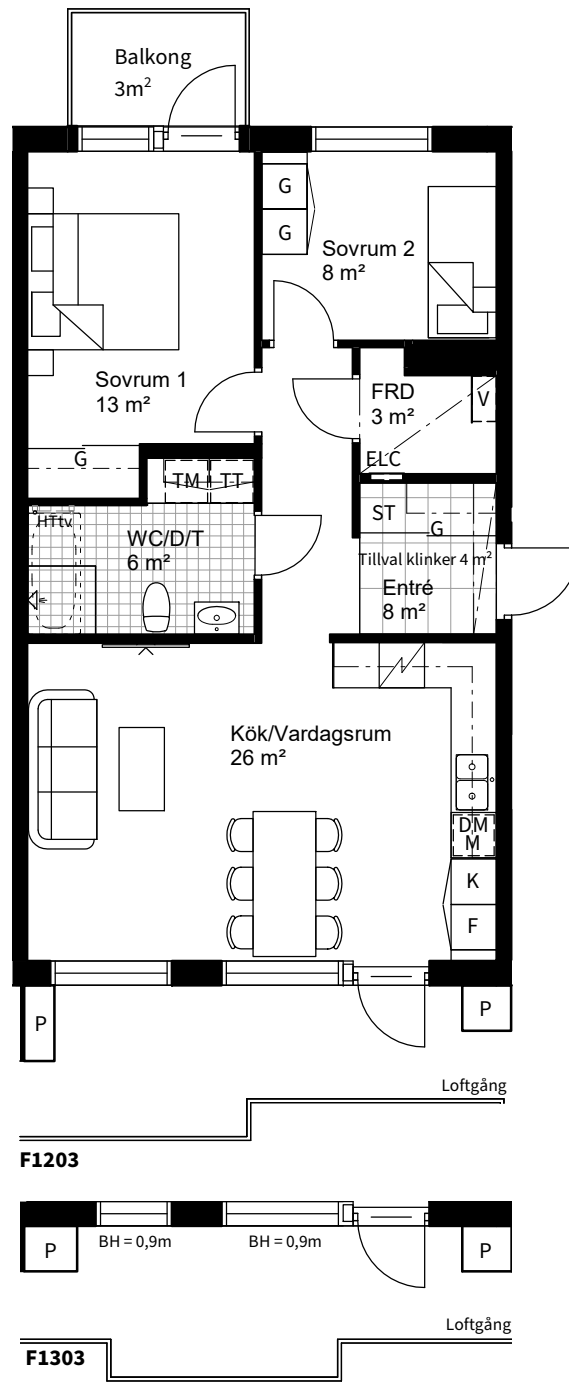 Balkong
3m²
G
G
Sovrum 2
8 m²
Sovrum 1
13 m²
FRD
3 m²
V
G
ELC
TM TT
HTtv
ST
G
WC/D/T
6 m²
Tillval klinker 4 m²
Entré
8 m²
Kök/Vardagsrum
26 m²
DM
M
K
F
P
P
Loftgång
F1203
P
BH = 0,9m
BH = 0,9m
P
Loftgång
F1303